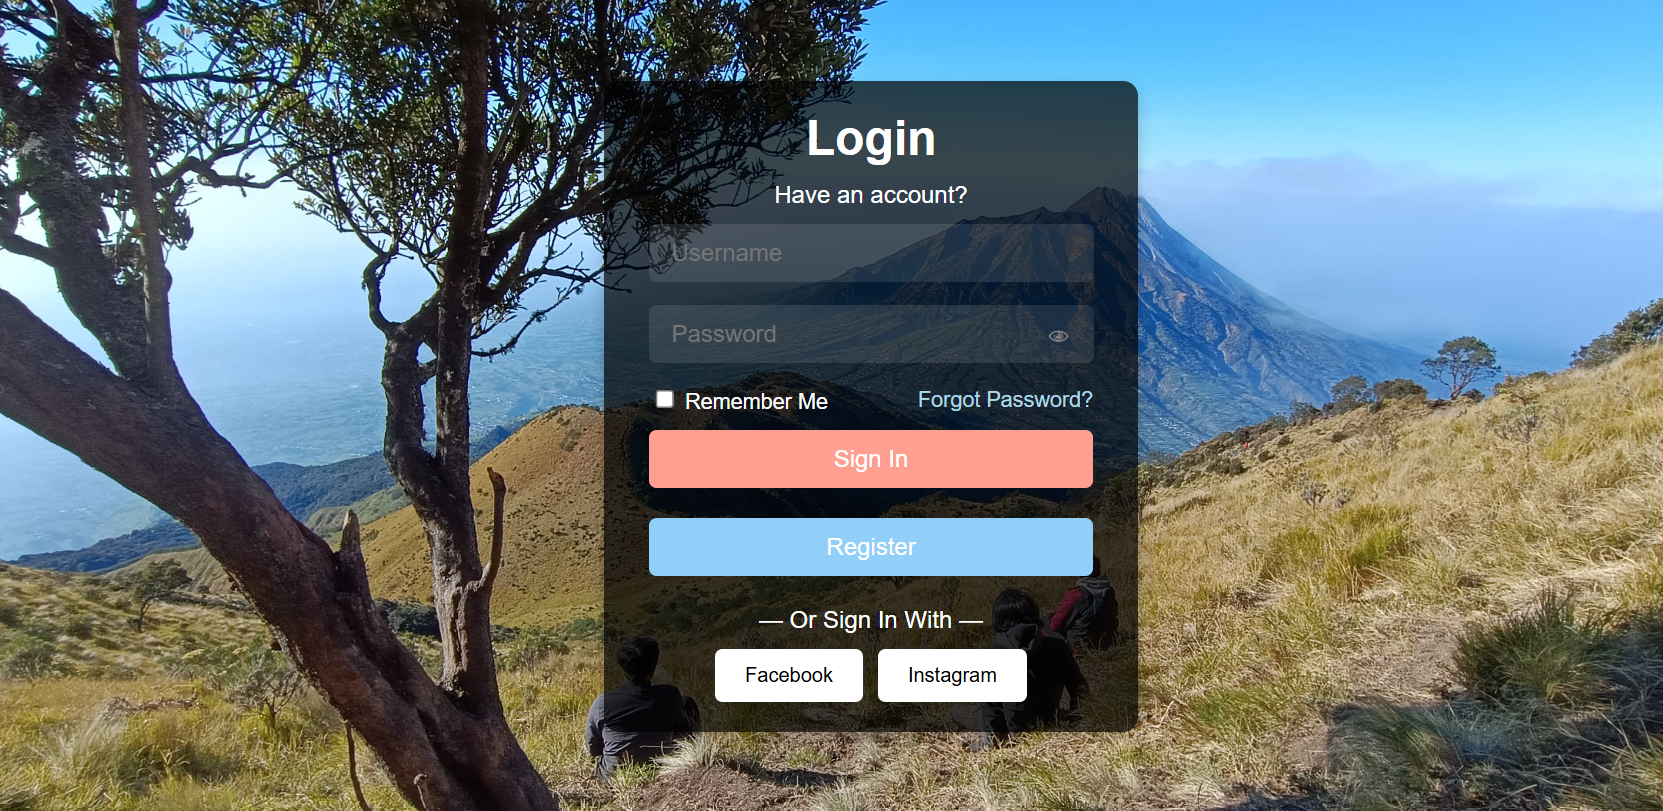 Login
Have an account?
Username
Password
Remember Me
Forgot Password?
Sign In
Register
— Or Sign In With —
Facebook
Instagram